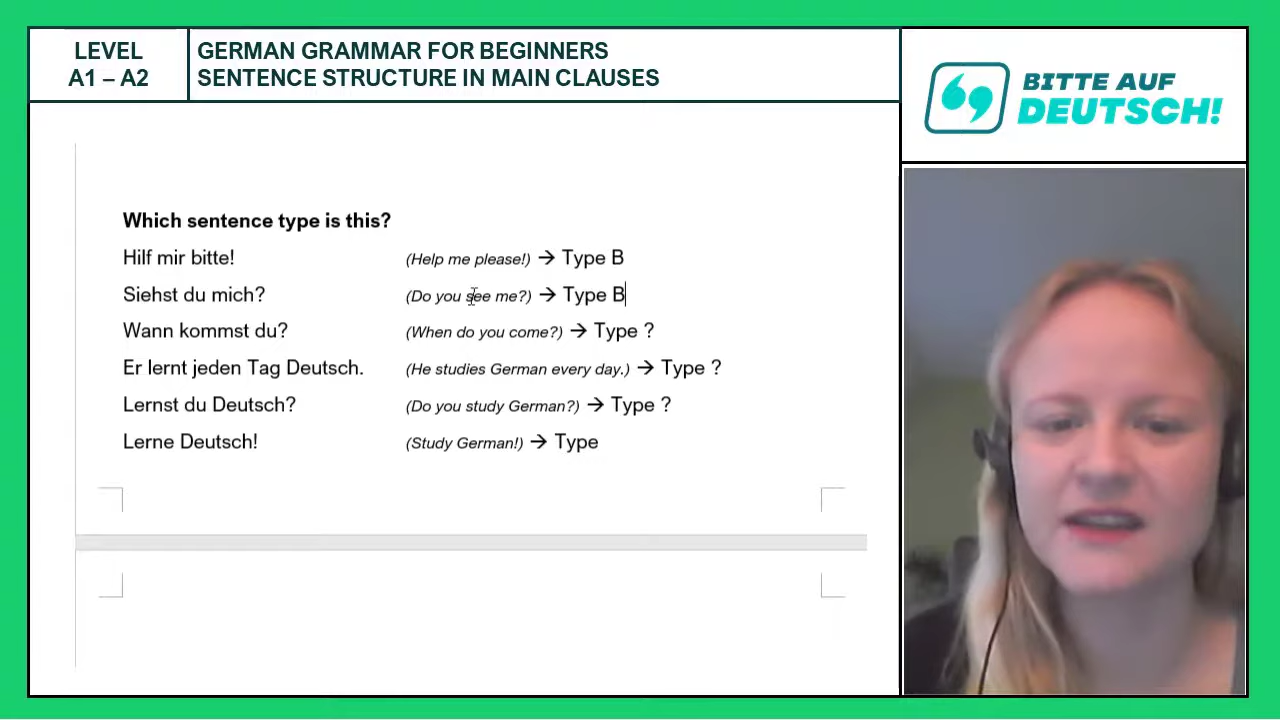 LEVEL
A1 – A2
GERMAN GRAMMAR FOR BEGINNERS
SENTENCE STRUCTURE IN MAIN CLAUSES
BITTE AUF
DEUTSCH!
Which sentence type is this?
Hilf mir bitte! (Help me please!) → Type B
Siehst du mich? (Do you see me?) → Type B
Wann kommst du? (When do you come?) → Type ?
Er lernt jeden Tag Deutsch. (He studies German every day.) → Type ?
Lernst du Deutsch? (Do you study German?) → Type ?
Lerne Deutsch! (Study German!) → Type